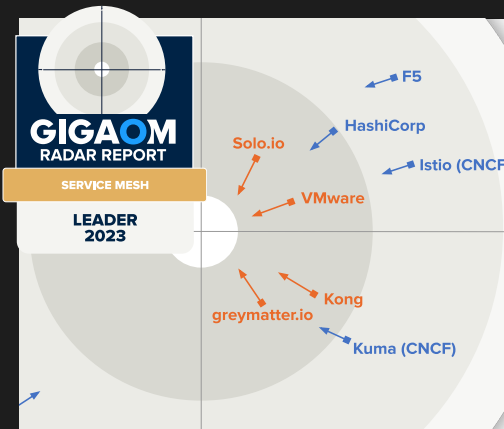 GIGAOM
RADAR REPORT
SERVICE MESH
LEADER
2023
F5
HashiCorp
Solo.io
Istio (CNCF
VMware
Kong
greymatter.io
Kuma (CNCF)